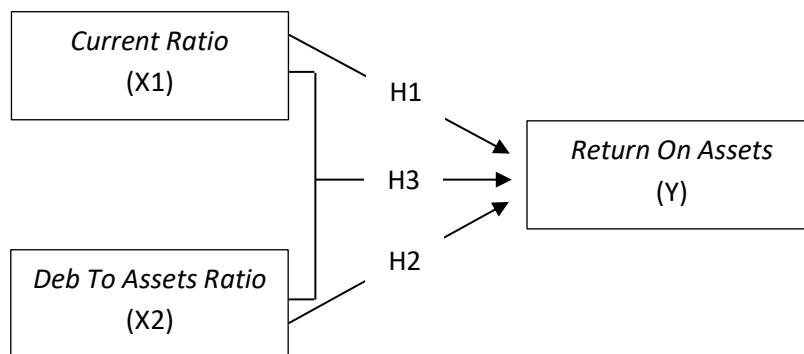 Current Ratio
(X1)
H1
Return On Assets
(Y)
H3
H2
Deb To Assets Ratio
(X2)